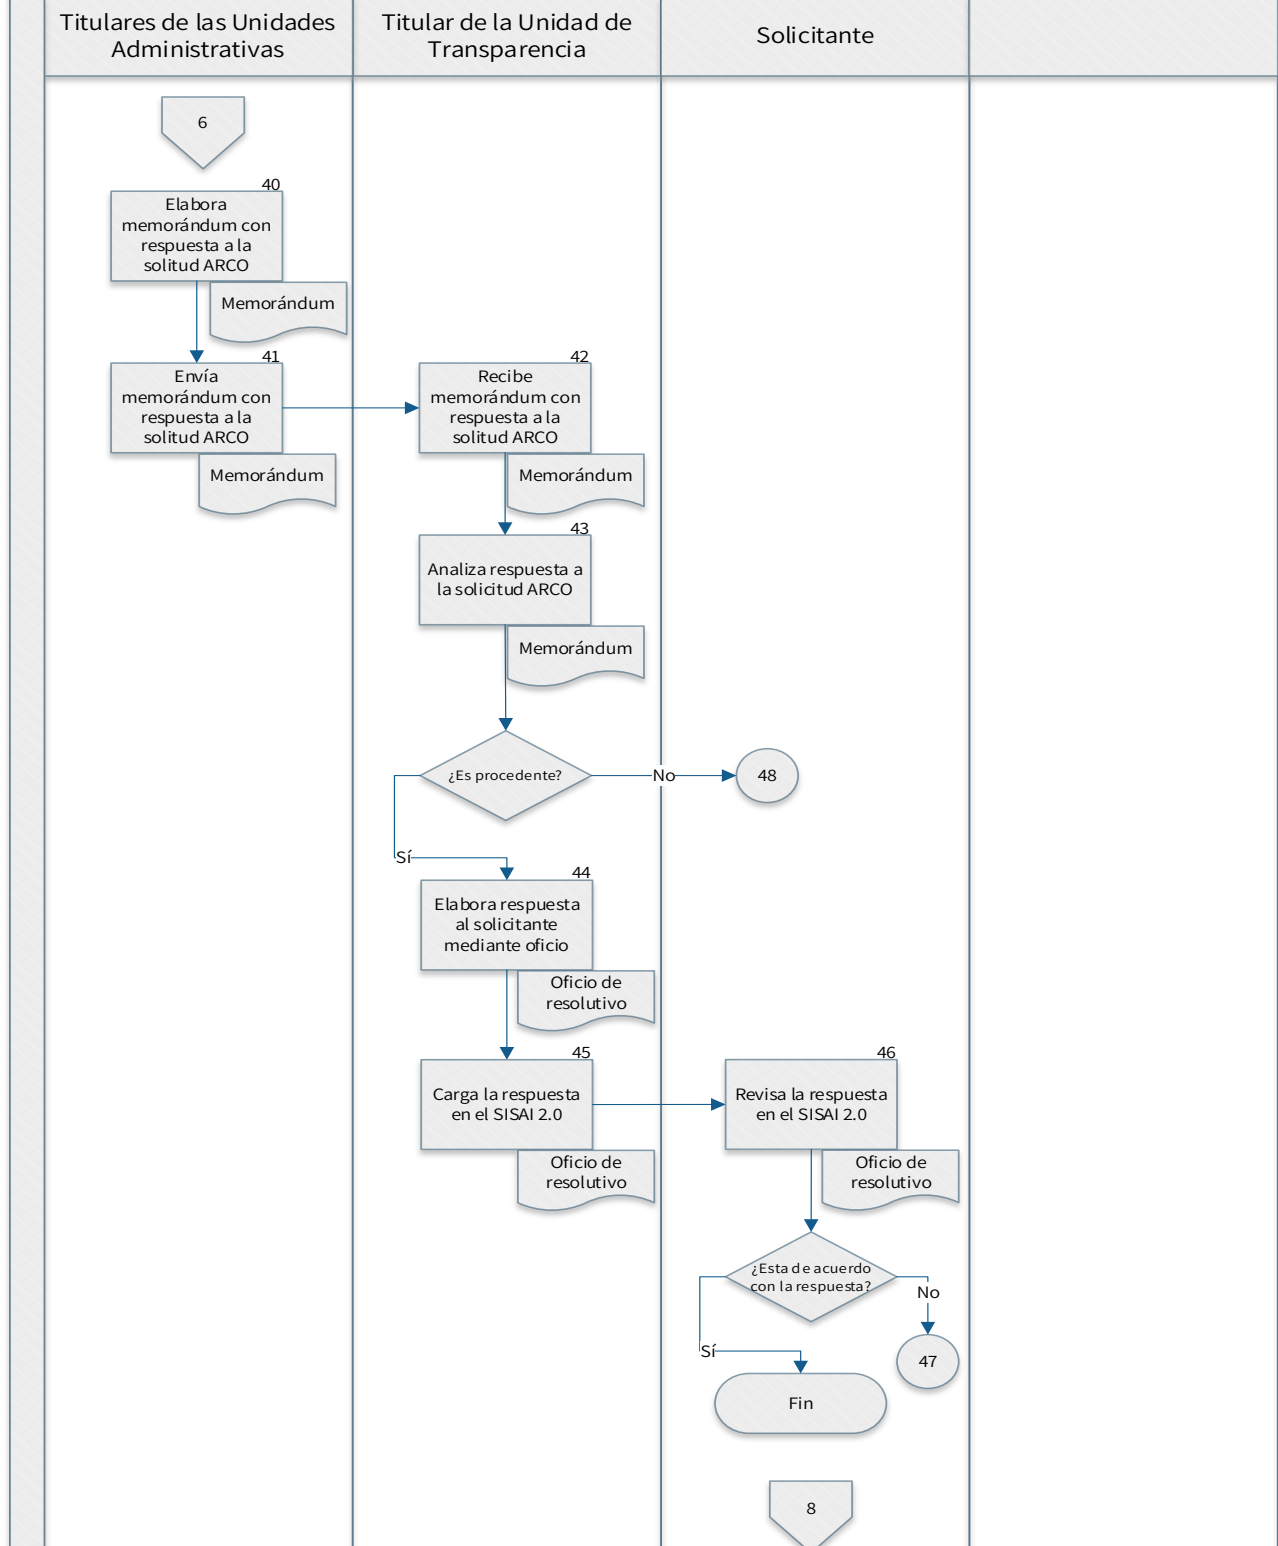 Titulares de las Unidades
Administrativas
Titular de la Unidad de
Transparencia
Solicitante
6
40
Elabora
memorándum con
respuesta a la
solitud ARCO
Memorándum
41
Envía
memorándum con
respuesta a la
solitud ARCO
Memorándum
42
Recibe
memorándum con
respuesta a la
solitud ARCO
Memorándum
43
Analiza respuesta a
la solicitud ARCO
Memorándum
¿Es procedente?
No
48
Sí
44
Elabora respuesta
al solicitante
mediante oficio
Oficio de
resolutivo
45
Carga la respuesta
en el SISAI 2.0
Oficio de
resolutivo
46
Revisa la respuesta
en el SISAI 2.0
Oficio de
resolutivo
¿Esta de acuerdo
con la respuesta?
No
47
Sí
Fin
8